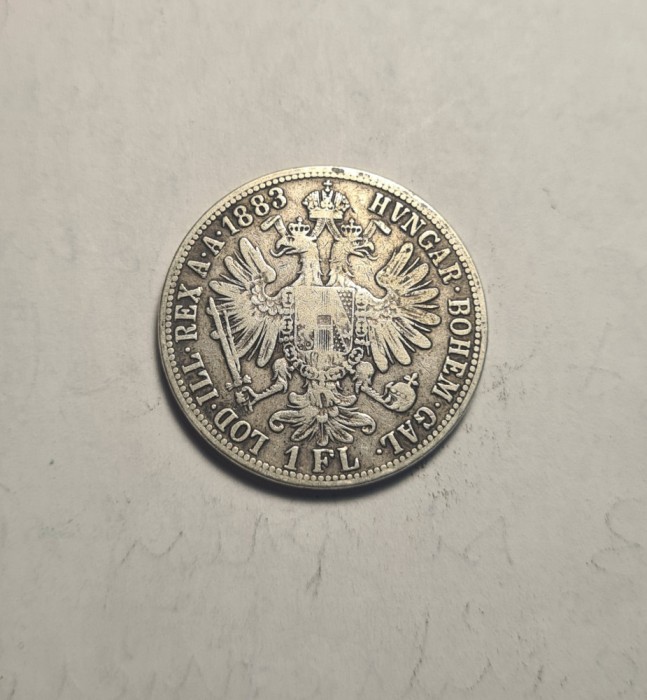 HVNGAR·BOHEM·GAL·
LOD·ILL·REX A·A·1883
1 FL